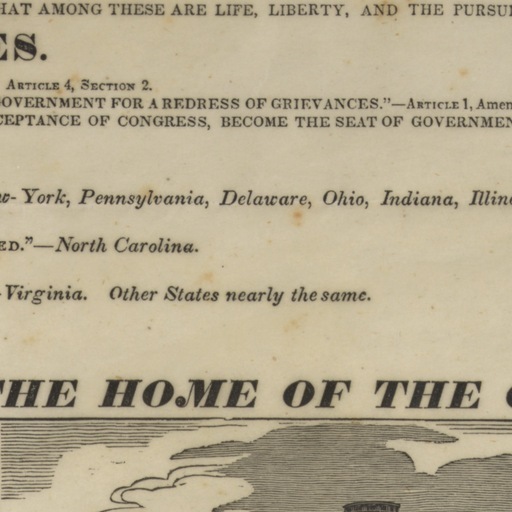 HAT AMONG THESE ARE LIFE, LIBERTY, AND THE PURSU
ES.
ARTICLE 4, SECTION 2.
GOVERNMENT FOR A REDRESS OF GRIEVANCES."—ARTICLE 1, Amen
CEPTANCE OF CONGRESS, BECOME THE SEAT OF GOVERNMEN
w-York, Pennsylvania, Delaware, Ohio, Indiana, Illino
ED."—North Carolina.
Virginia. Other States nearly the same.
THE HOME OF THE